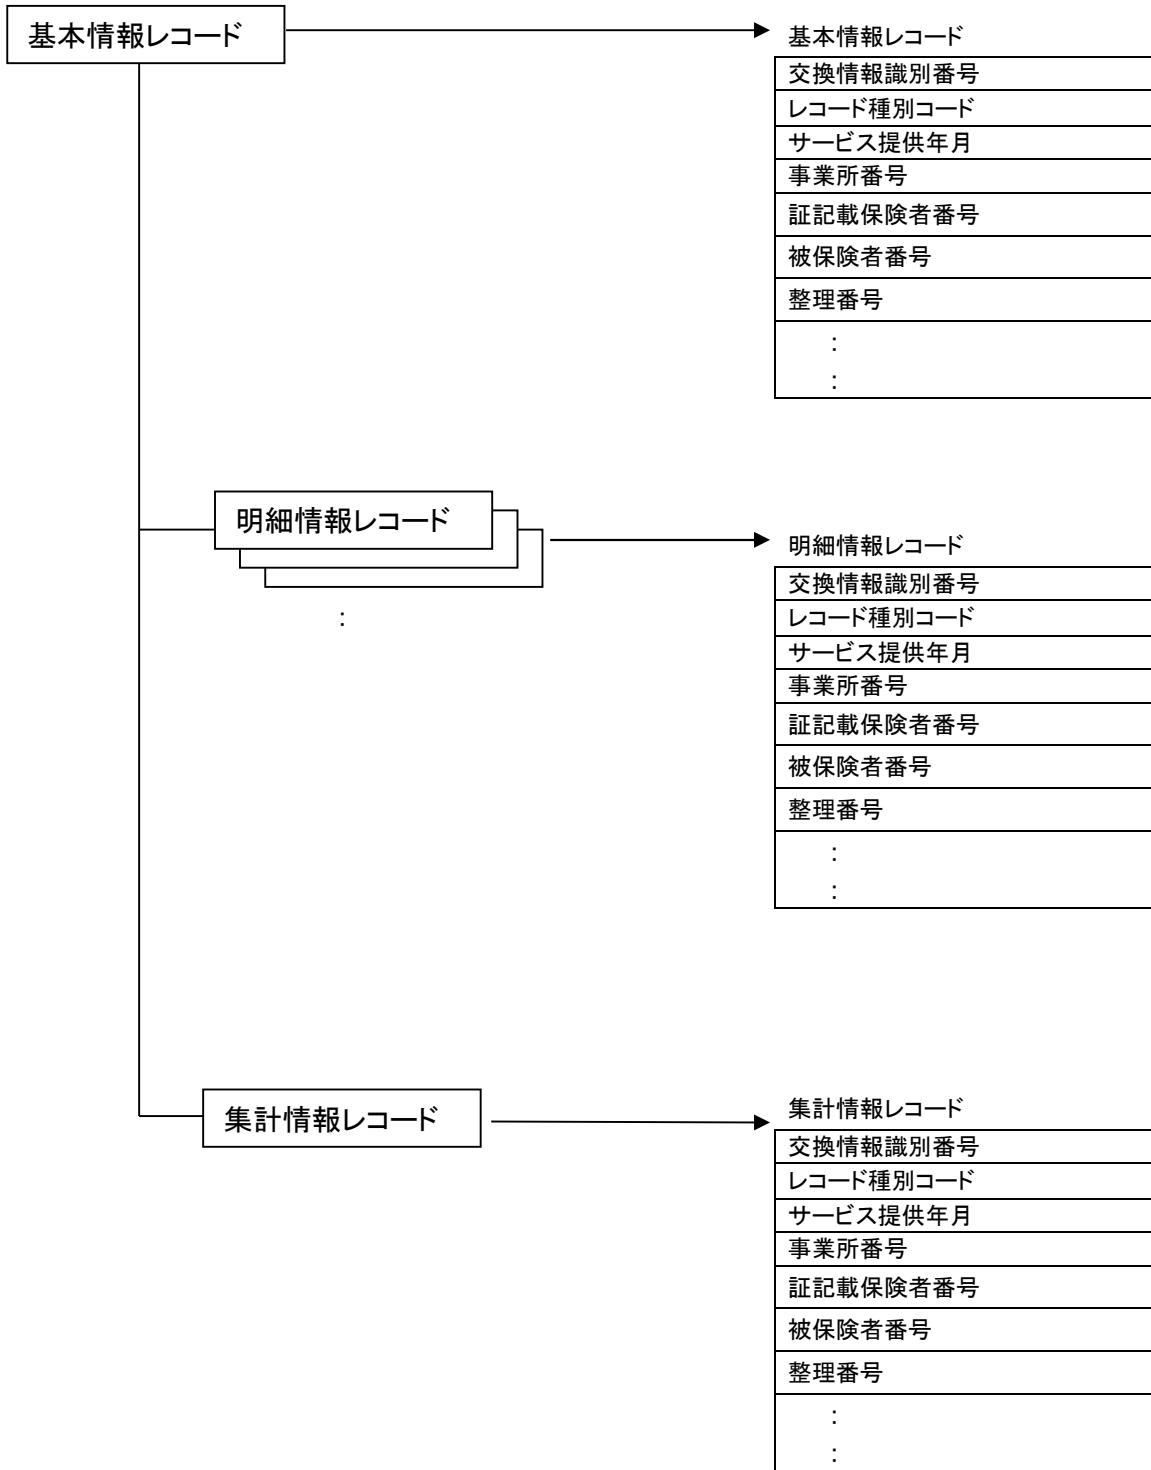 基本情報レコード
基本情報レコード
交換情報識別番号
レコード種別コード
サービス提供年月
事業所番号
証記載保険者番号
被保険者番号
整理番号
：
：
明細情報レコード
：
明細情報レコード
交換情報識別番号
レコード種別コード
サービス提供年月
事業所番号
証記載保険者番号
被保険者番号
整理番号
：
：
集計情報レコード
集計情報レコード
交換情報識別番号
レコード種別コード
サービス提供年月
事業所番号
証記載保険者番号
被保険者番号
整理番号
：
：